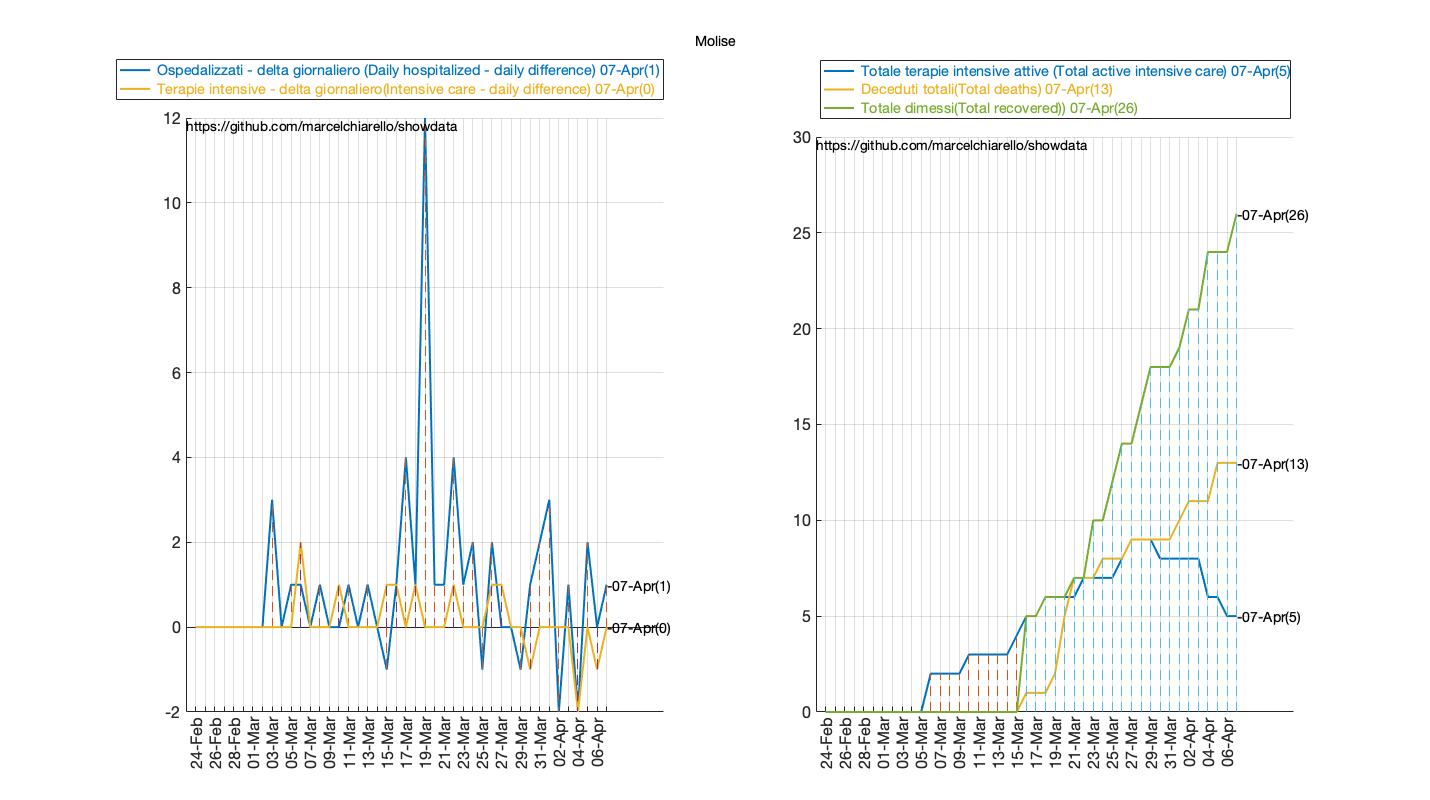 Molise
Ospedalizzati - delta giornaliero (Daily hospitalized - daily difference) 07-Apr(1)
Terapie intensive - delta giornaliero(Intensive care - daily difference) 07-Apr(0)
https://github.com/marcelchiarello/showdata
12
10
8
6
4
2
0
-2
-07-Apr(1)
-07-Apr(0)
24-Feb
26-Feb
28-Feb
01-Mar
03-Mar
05-Mar
07-Mar
09-Mar
11-Mar
13-Mar
15-Mar
17-Mar
19-Mar
21-Mar
23-Mar
25-Mar
27-Mar
29-Mar
31-Mar
02-Apr
04-Apr
06-Apr
Totale terapie intensive attive (Total active intensive care) 07-Apr(5)
Deceduti totali(Total deaths) 07-Apr(13)
Totale dimessi(Total recovered)) 07-Apr(26)
https://github.com/marcelchiarello/showdata
30
25
20
15
10
5
0
-07-Apr(26)
-07-Apr(13)
-07-Apr(5)
24-Feb
26-Feb
28-Feb
01-Mar
03-Mar
05-Mar
07-Mar
09-Mar
11-Mar
13-Mar
15-Mar
17-Mar
19-Mar
21-Mar
23-Mar
25-Mar
27-Mar
29-Mar
31-Mar
02-Apr
04-Apr
06-Apr